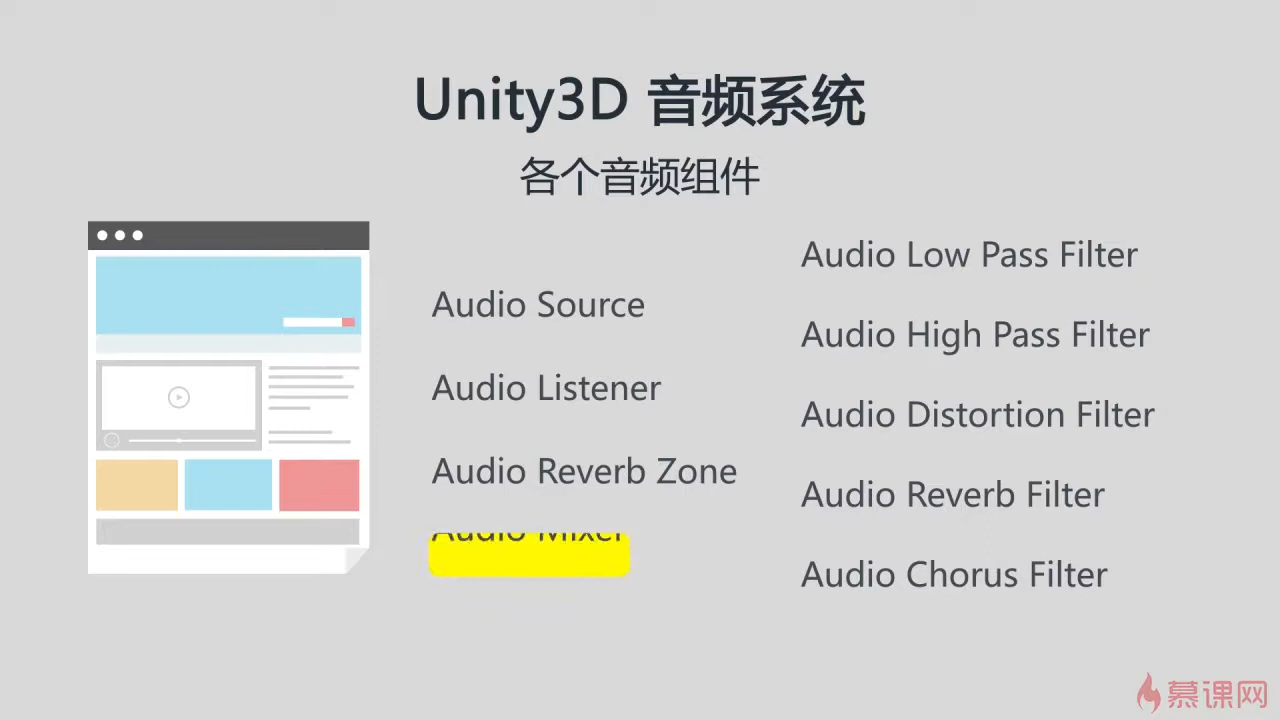 Unity3D 音频系统
各个音频组件
Audio Source
Audio Listener
Audio Reverb Zone
Audio Mixer
Audio Low Pass Filter
Audio High Pass Filter
Audio Distortion Filter
Audio Reverb Filter
Audio Chorus Filter
慕课网